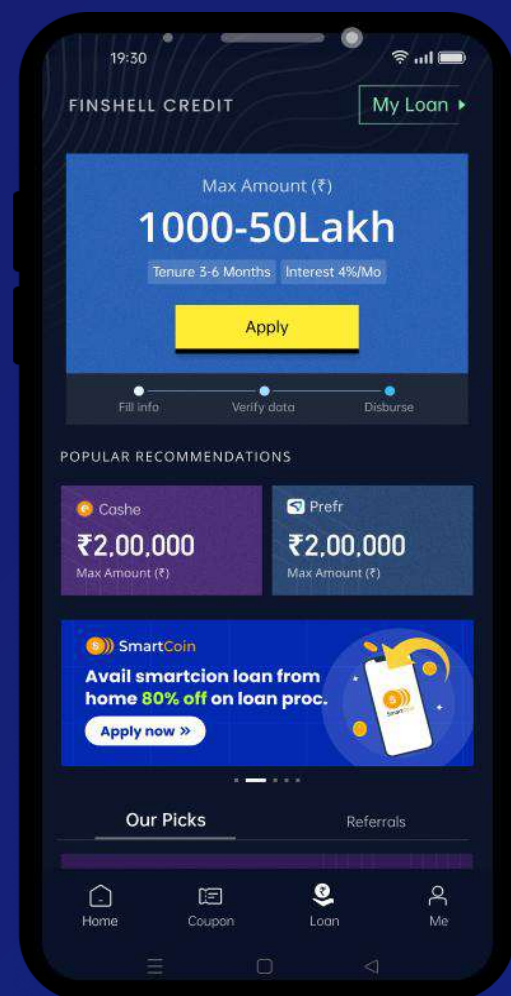 19:30
FINSHELL CREDIT
My Loan
Max Amount (₹)
1000-50Lakh
Tenure 3-6 Months Interest 4%/Mo
Apply
Fill info Verify data Disburse
POPULAR RECOMMENDATIONS
Cashe
₹2,00,000
Max Amount (₹)
Prefr
₹2,00,000
Max Amount (₹)
SmartCoin
Avail smartcion loan from
home 80% off on loan proc.
Apply now »
SmartCoin
Our Picks Referrals
Home Coupon Loan Me